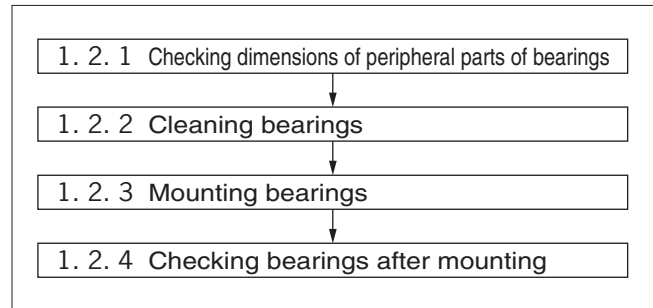 1. 2. 1 Checking dimensions of peripheral parts of bearings
1. 2. 2 Cleaning bearings
1. 2. 3 Mounting bearings
1. 2. 4 Checking bearings after mounting